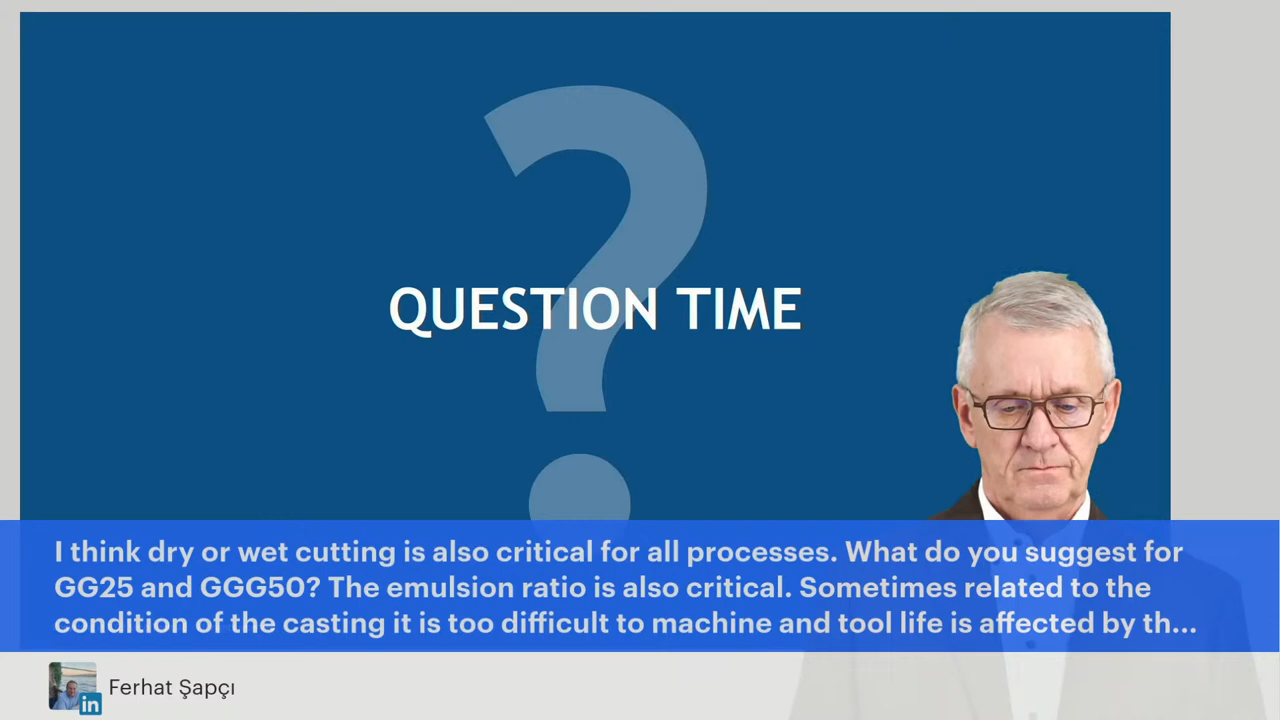 QUESTION TIME
I think dry or wet cutting is also critical for all processes. What do you suggest for
GG25 and GGG50? The emulsion ratio is also critical. Sometimes related to the
condition of the casting it is too difficult to machine and tool life is affected by th...
in
Ferhat Şapçı